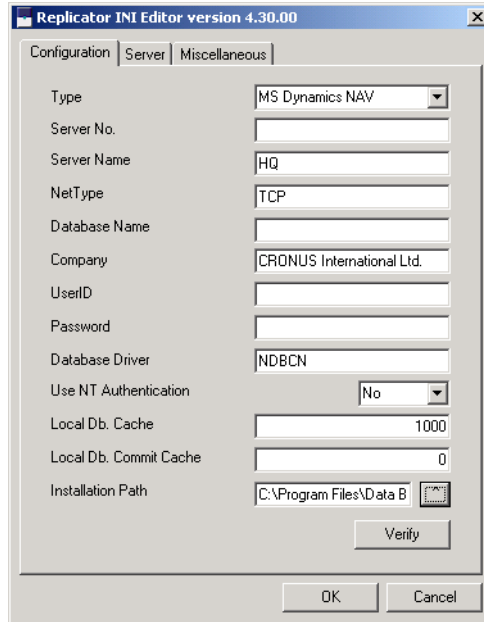 Replicator INI Editor version 4.30.00
Configuration Server Miscellaneous
Type MS Dynamics NAV
Server No.
Server Name HQ
NetType TCP
Database Name
Company CRONUS International Ltd.
UserID
Password
Database Driver NDBCN
Use NT Authentication No
Local Db. Cache 1000
Local Db. Commit Cache 0
Installation Path C:\Program Files\Data B
Verify
OK Cancel